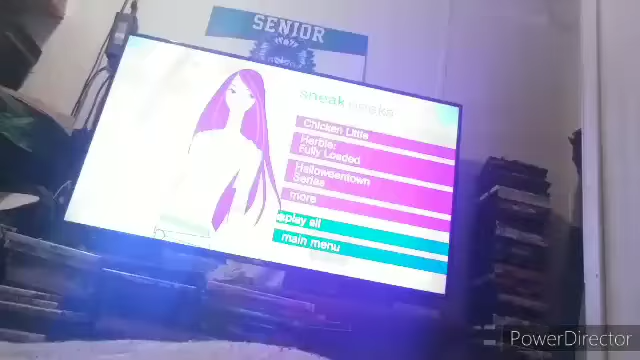 SENIOR
sneak peeks
Chicken Little
Herbie:
Fully Loaded
Halloweentown
Series
more
play all
main menu
PowerDirector